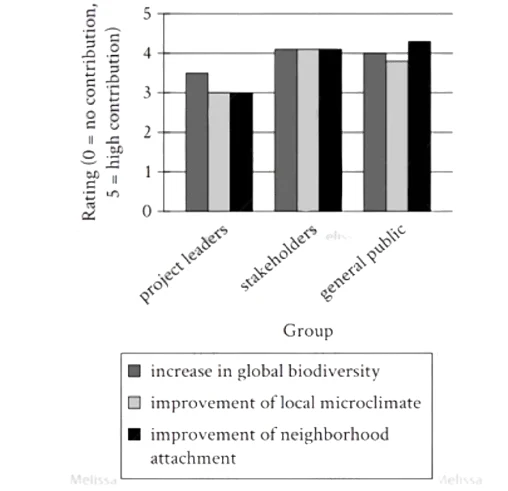 Rating (0 = no contribution,
5 = high contribution)
5
4
3
2
1
0
project leaders
stakeholders
general public
Group
increase in global biodiversity
improvement of local microclimate
improvement of neighborhood
attachment
Melissa